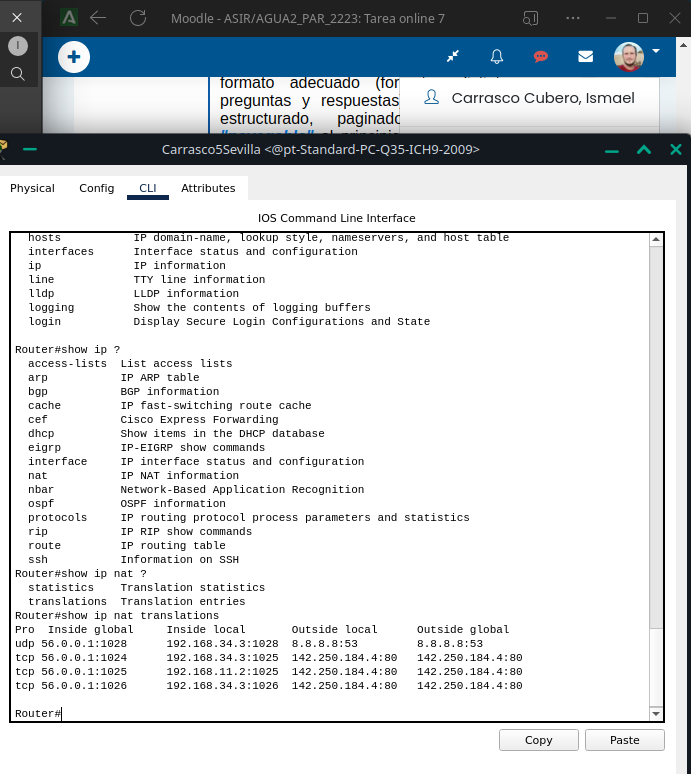 Moodle - ASIR/AGUA2_PAR_2223: Tarea online 7
I
formato adecuado (for
preguntas y respuestas
estructurado, paginado
Carrasco Cubero, Ismael
Carrasco5Sevilla <@pt-Standard-PC-Q35-ICH9-2009>
Physical Config CLI Attributes
IOS Command Line Interface
hosts IP domain-name, lookup style, nameservers, and host table
interfaces Interface status and configuration
ip IP information
line TTY line information
lldp LLDP information
logging Show the contents of logging buffers
login Display Secure Login Configurations and State
Router#show ip ?
access-lists List access lists
arp IP ARP table
bgp BGP information
cache IP fast-switching route cache
cef Cisco Express Forwarding
dhcp Show items in the DHCP database
eigrp IP-EIGRP show commands
interface IP interface status and configuration
nat IP NAT information
nbar Network-Based Application Recognition
ospf OSPF information
protocols IP routing protocol process parameters and statistics
rip IP RIP show commands
route IP routing table
ssh Information on SSH
Router#show ip nat ?
statistics Translation statistics
translations Translation entries
Router#show ip nat translations
Pro Inside global Inside local Outside local Outside global
udp 56.0.0.1:1028 192.168.34.3:1028 8.8.8.8:53 8.8.8.8:53
tcp 56.0.0.1:1024 192.168.34.3:1025 142.250.184.4:80 142.250.184.4:80
tcp 56.0.0.1:1025 192.168.11.2:1025 142.250.184.4:80 142.250.184.4:80
tcp 56.0.0.1:1026 192.168.34.3:1026 142.250.184.4:80 142.250.184.4:80
Router#
Copy Paste